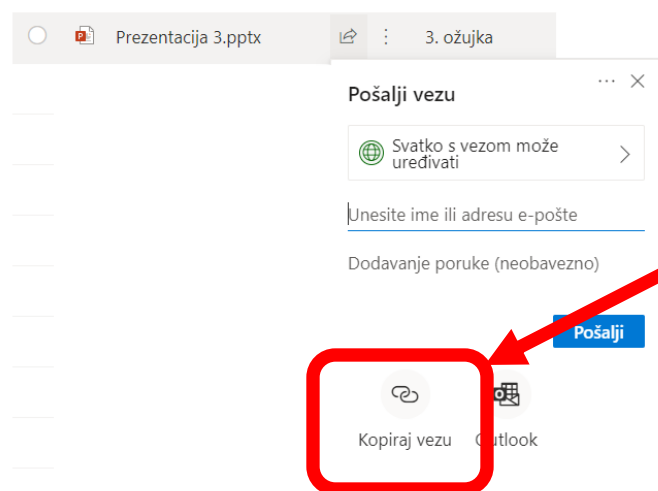 Prezentacija 3.pptx 3. ožujka
Pošalji vezu
Svatko s vezom može
uređivati
Unesite ime ili adresu e-pošte
Dodavanje poruke (neobavezno)
Pošalji
Kopiraj vezu Outlook